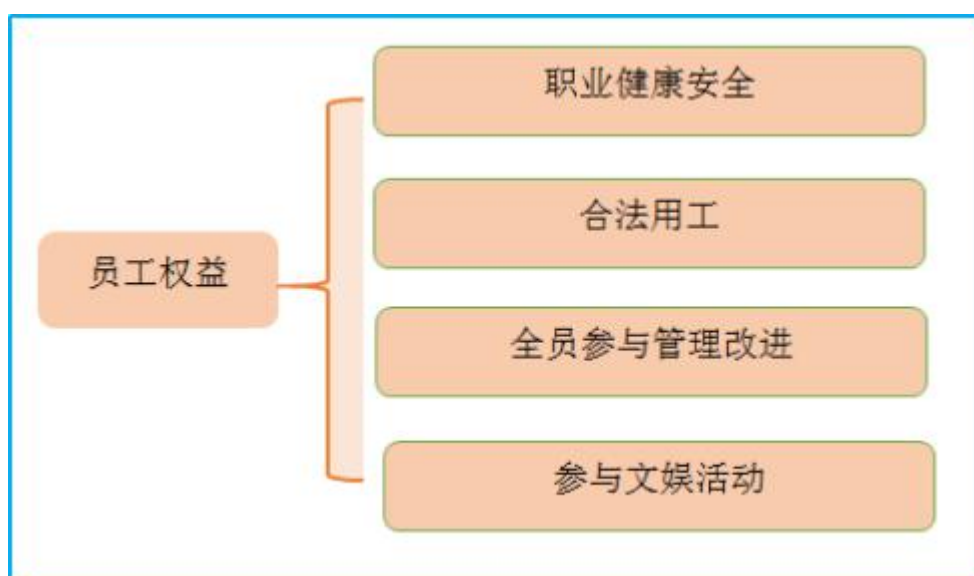 职业健康安全
合法用工
员工权益
全员参与管理改进
参与文娱活动